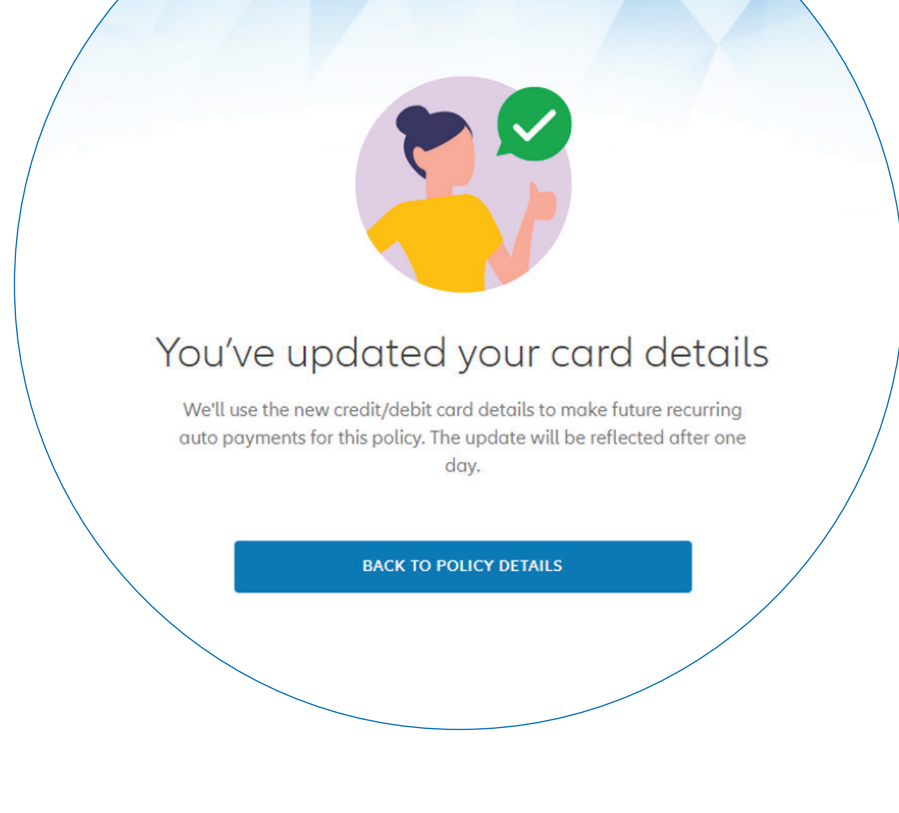 You've updated your card details
We'll use the new credit/debit card details to make future recurring
auto payments for this policy. The update will be reflected after one
day.
BACK TO POLICY DETAILS